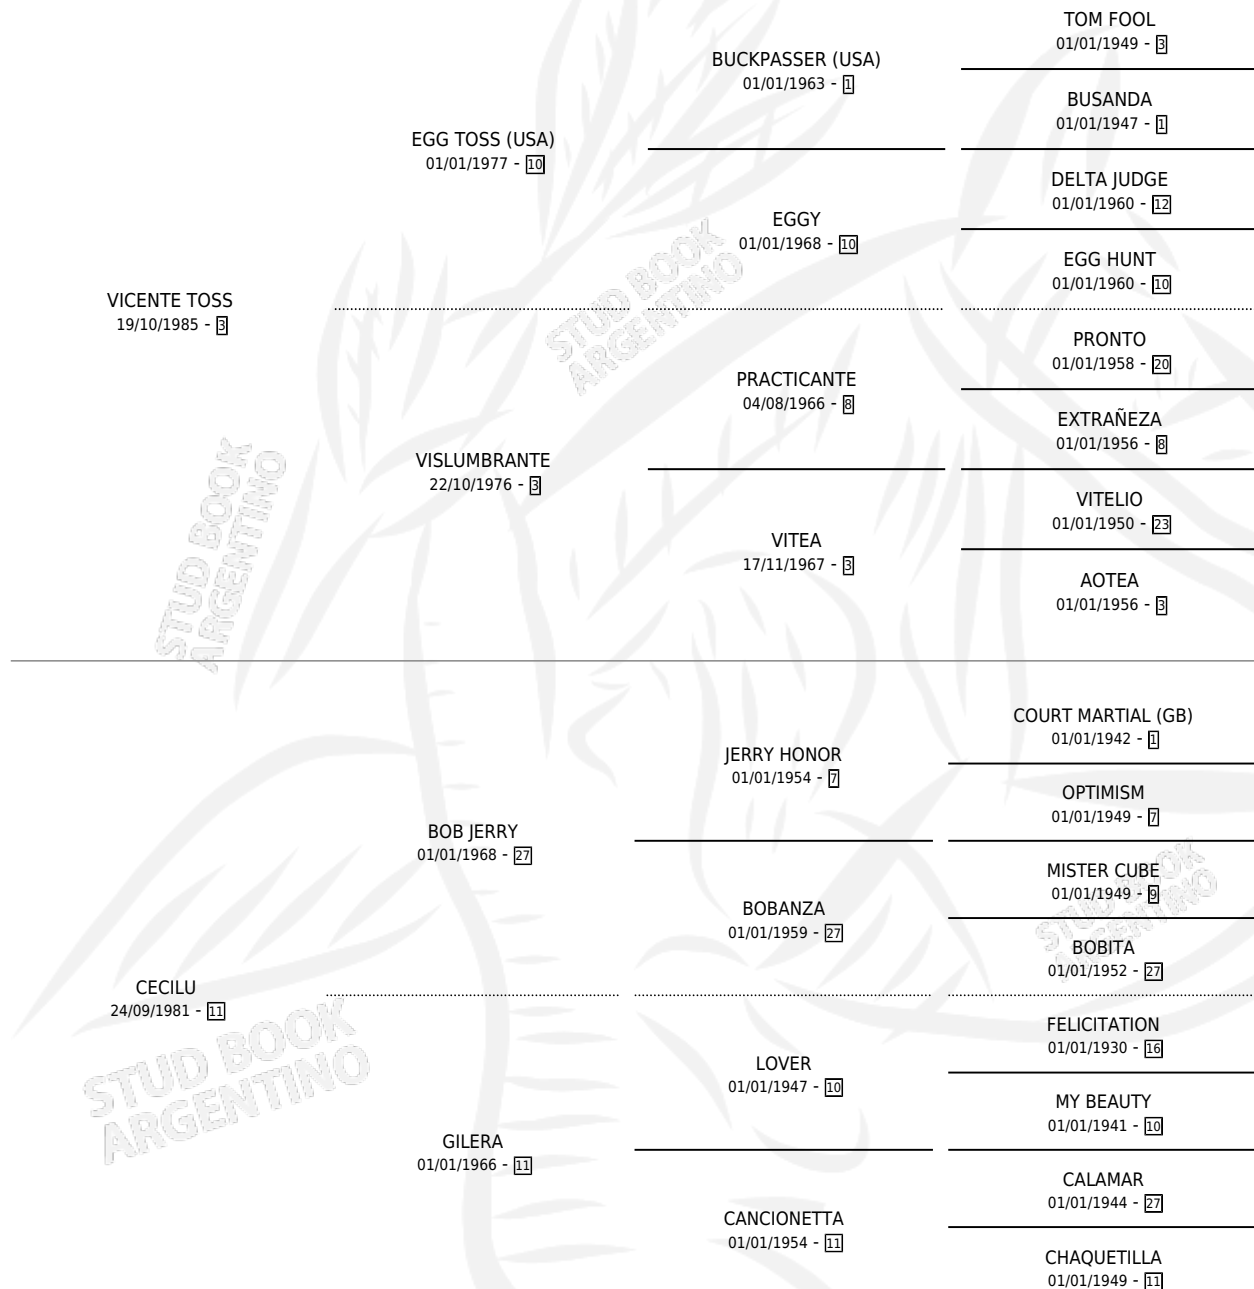 TOM FOOL
01/01/1949 - 3
BUCKPASSER (USA)
01/01/1963 - 1
BUSANDA
01/01/1947 - 1
EGG TOSS (USA)
01/01/1977 - 10
DELTA JUDGE
01/01/1960 - 12
EGGY
01/01/1968 - 10
EGG HUNT
01/01/1960 - 10
VICENTE TOSS
19/10/1985 - 3
STUD BOOK
ARGENTINO
PRONTO
01/01/1958 - 20
PRACTICANTE
04/08/1966 - 8
EXTRAÑEZA
01/01/1956 - 8
VISLUMBRANTE
22/10/1976 - 3
STUD BOOK
ARGENTINO
VITELIO
01/01/1950 - 23
VITEA
17/11/1967 - 3
AOTEA
01/01/1956 - 3
COURT MARTIAL (GB)
01/01/1942 - 1
JERRY HONOR
01/01/1954 - 7
OPTIMISM
01/01/1949 - 7
BOB JERRY
01/01/1968 - 27
MISTER CUBE
01/01/1949 - 9
BOBANZA
01/01/1959 - 27
STUD BOOK
ARGENTINO
BOBITA
01/01/1952 - 27
CECILU
24/09/1981 - 11
STUD BOOK
ARGENTINO
FELICITATION
01/01/1930 - 16
LOVER
01/01/1947 - 10
MY BEAUTY
01/01/1941 - 10
GILERA
01/01/1966 - 11
CALAMAR
01/01/1944 - 27
CANCIONETTA
01/01/1954 - 11
CHAQUETILLA
01/01/1949 - 11